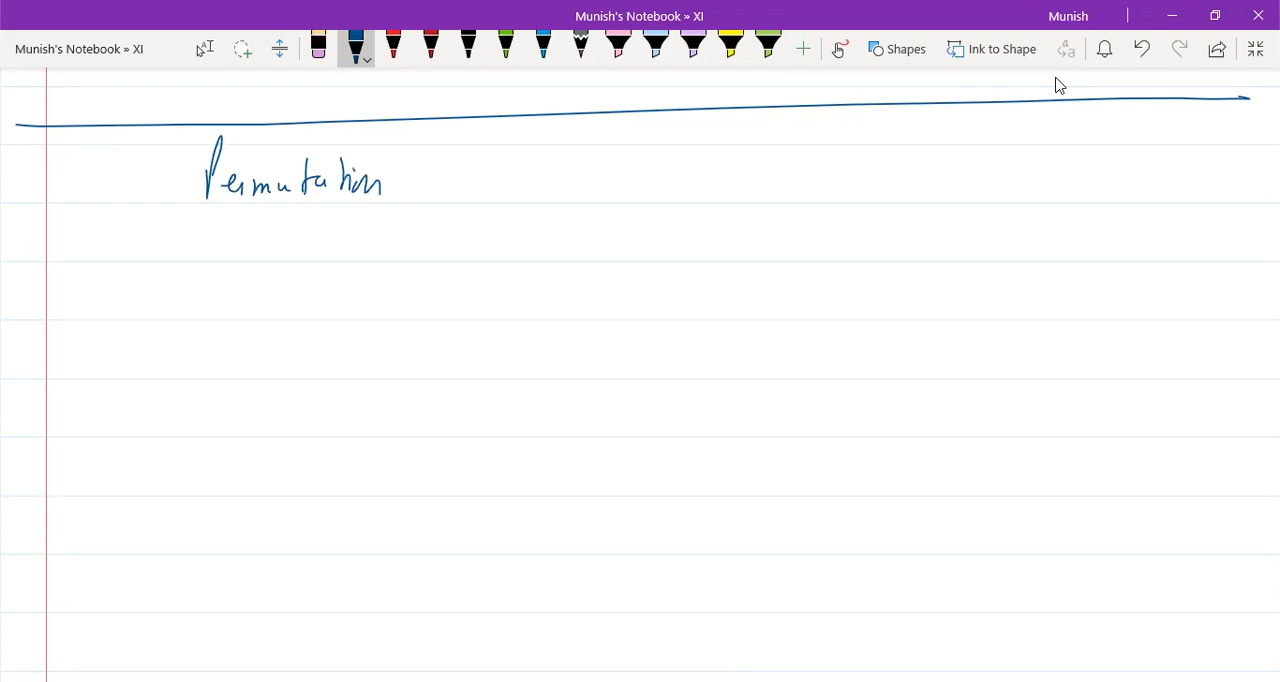 Munish's Notebook » XI
Munish
Munish's Notebook » XI
Shapes
Ink to Shape
Permutation